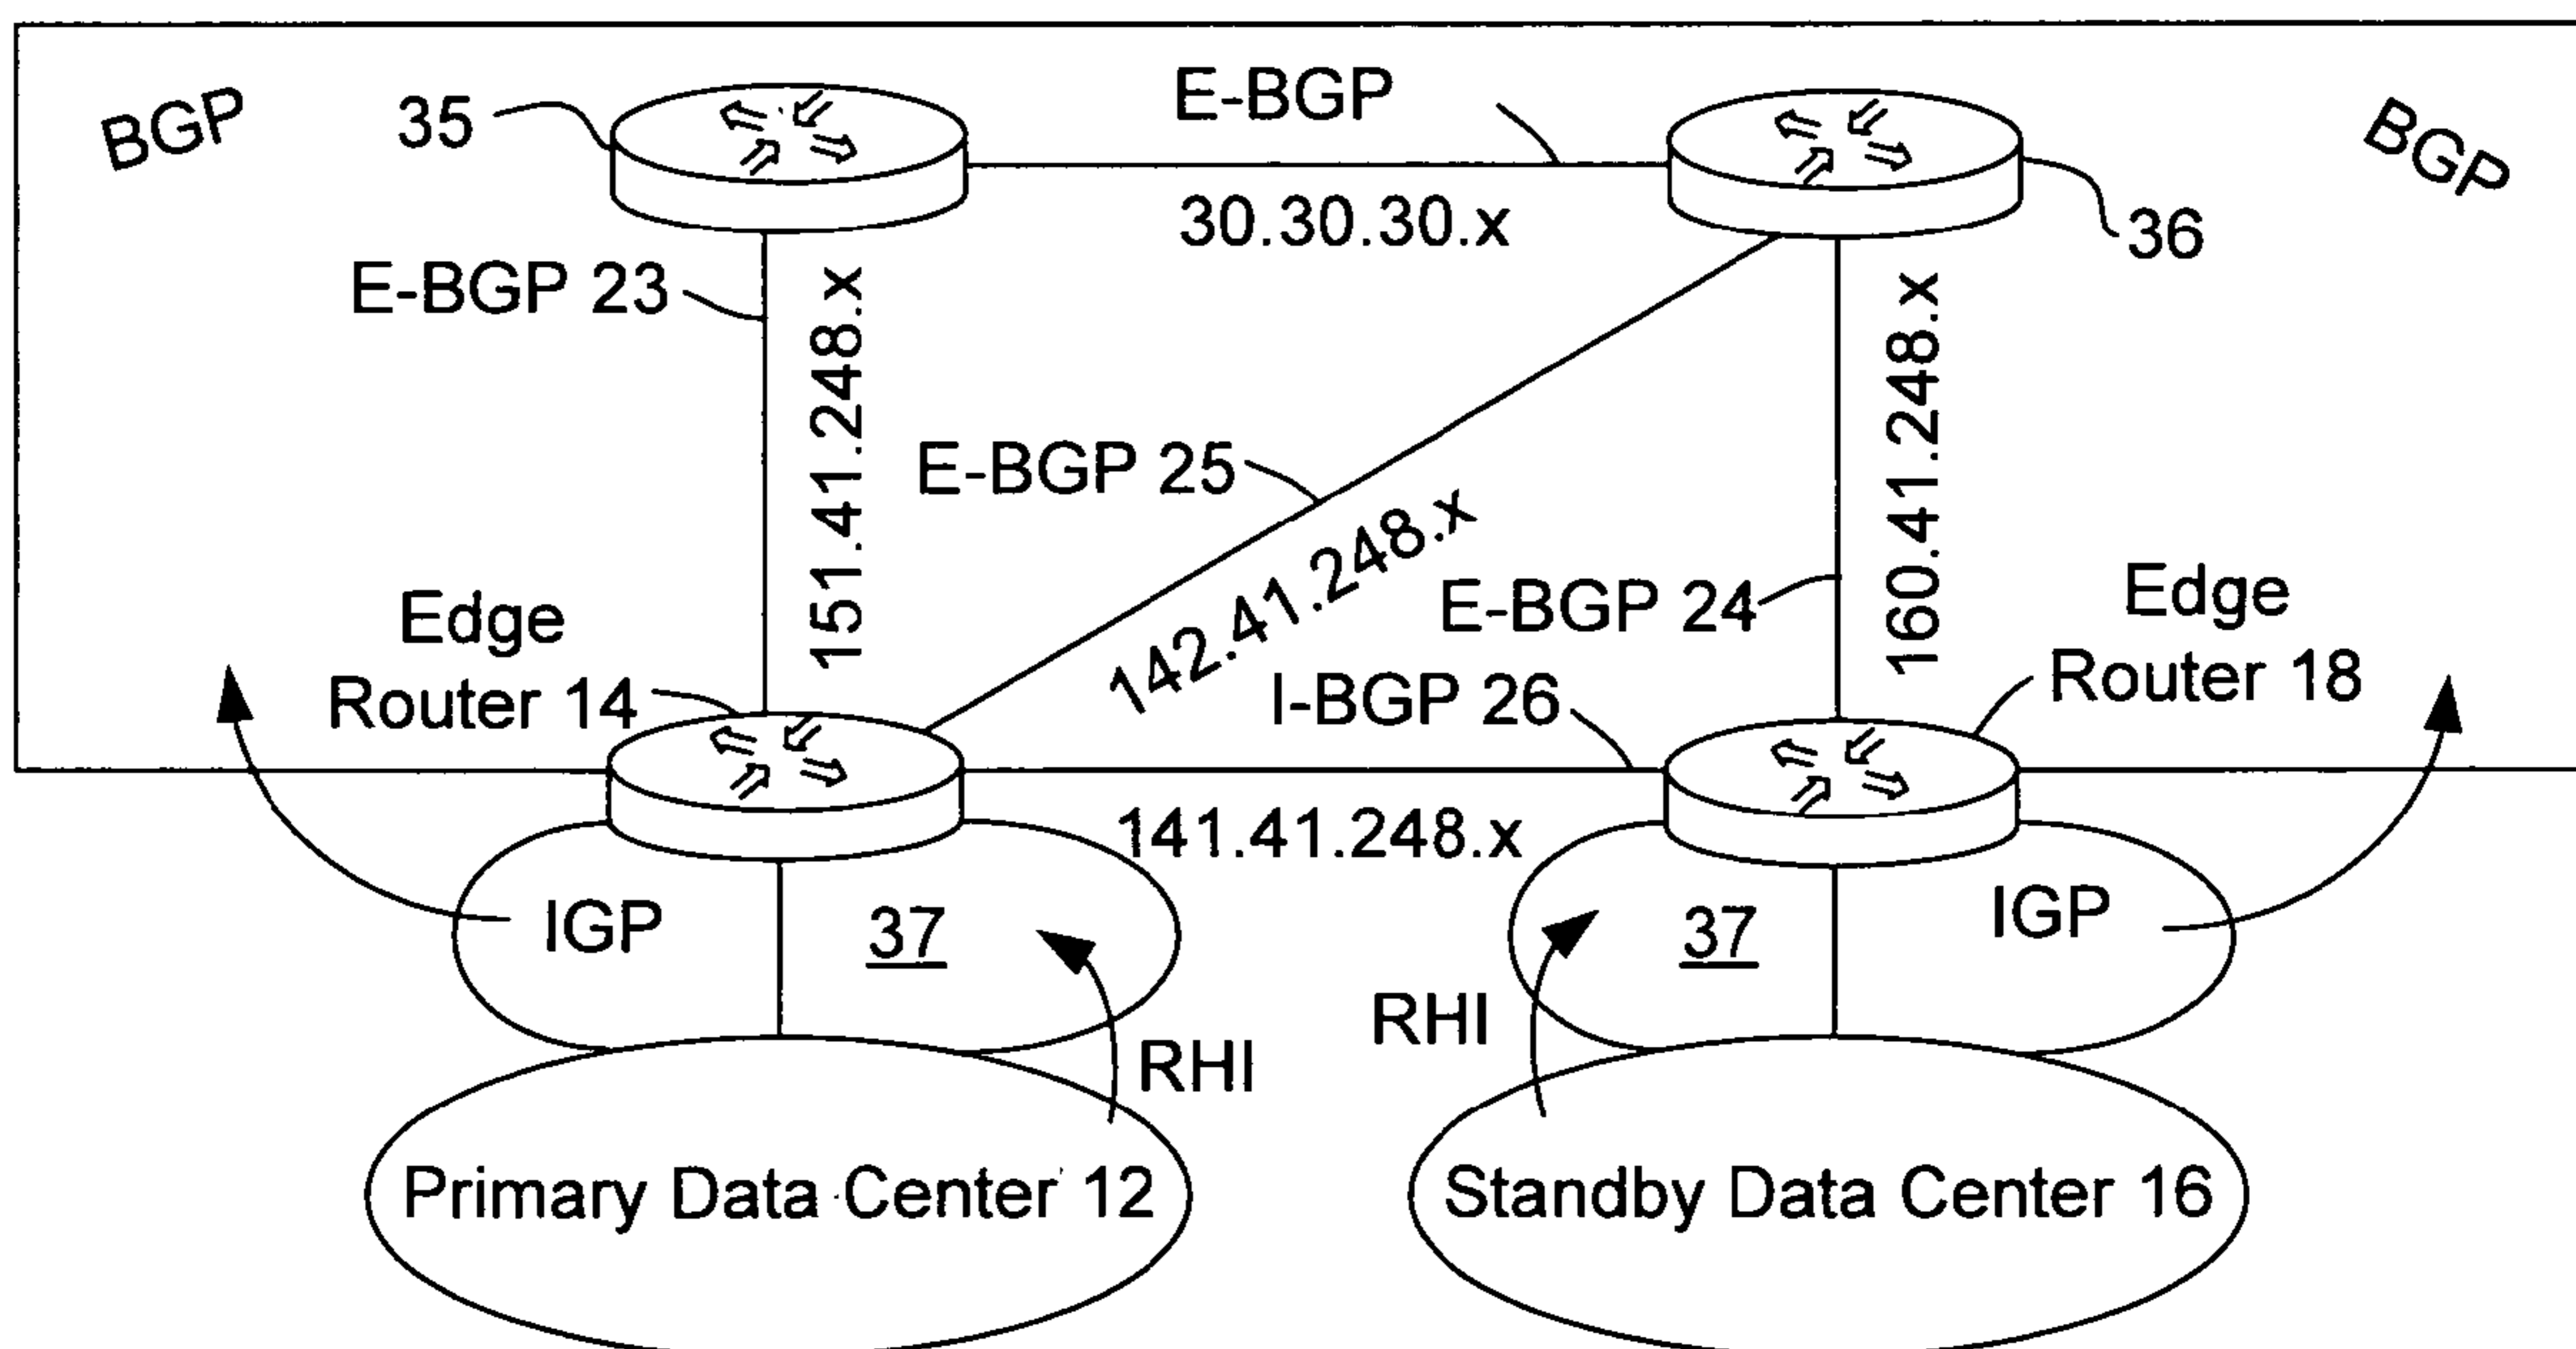 BGP
35
E-BGP
BGP
30.30.30.x
36
E-BGP 23
151.41.248.x
160.41.248.x
E-BGP 25
142.41.248.x
E-BGP 24
Edge
Router 14
Edge
Router 18
I-BGP 26
141.41.248.x
IGP
37
37
IGP
RHI
RHI
Primary Data Center 12
Standby Data Center 16